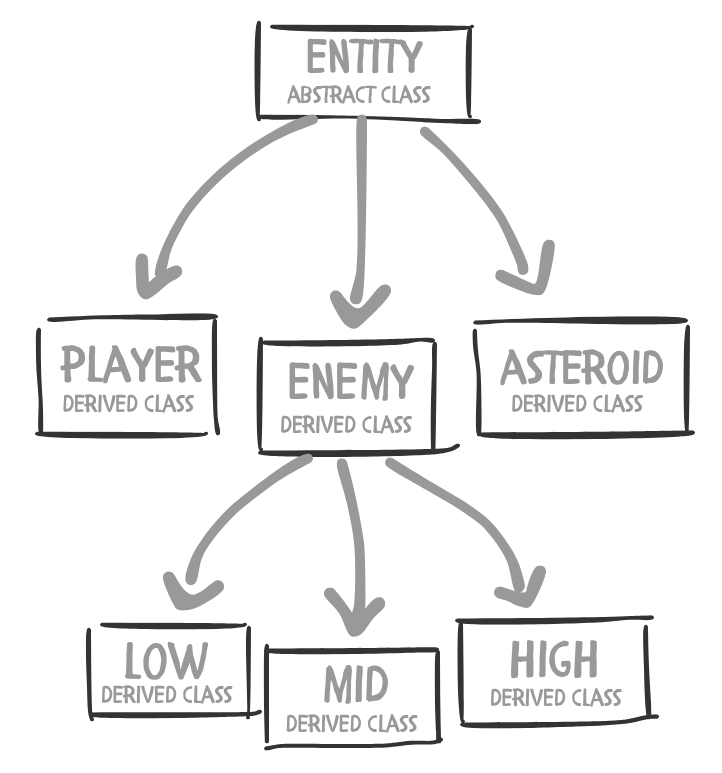 ENTITY
ABSTRACT CLASS
PLAYER
DERIVED CLASS
ENEMY
DERIVED CLASS
ASTEROID
DERIVED CLASS
LOW
DERIVED CLASS
MID
DERIVED CLASS
HIGH
DERIVED CLASS